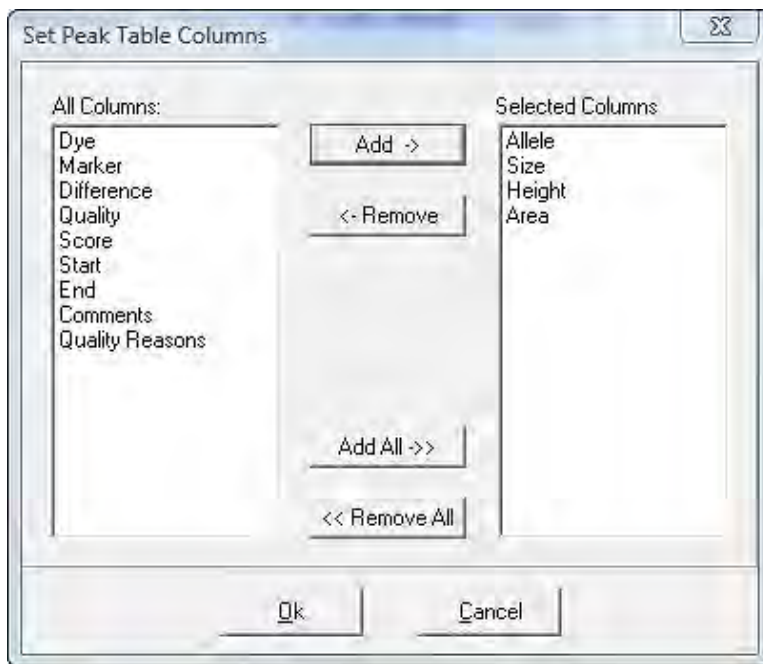 Set Peak Table Columns
All Columns:
Dye
Marker
Difference
Quality
Score
Start
End
Comments
Quality Reasons
Add ->
<- Remove
Add All ->>
<< Remove All
Selected Columns
Allele
Size
Height
Area
Ok
Cancel